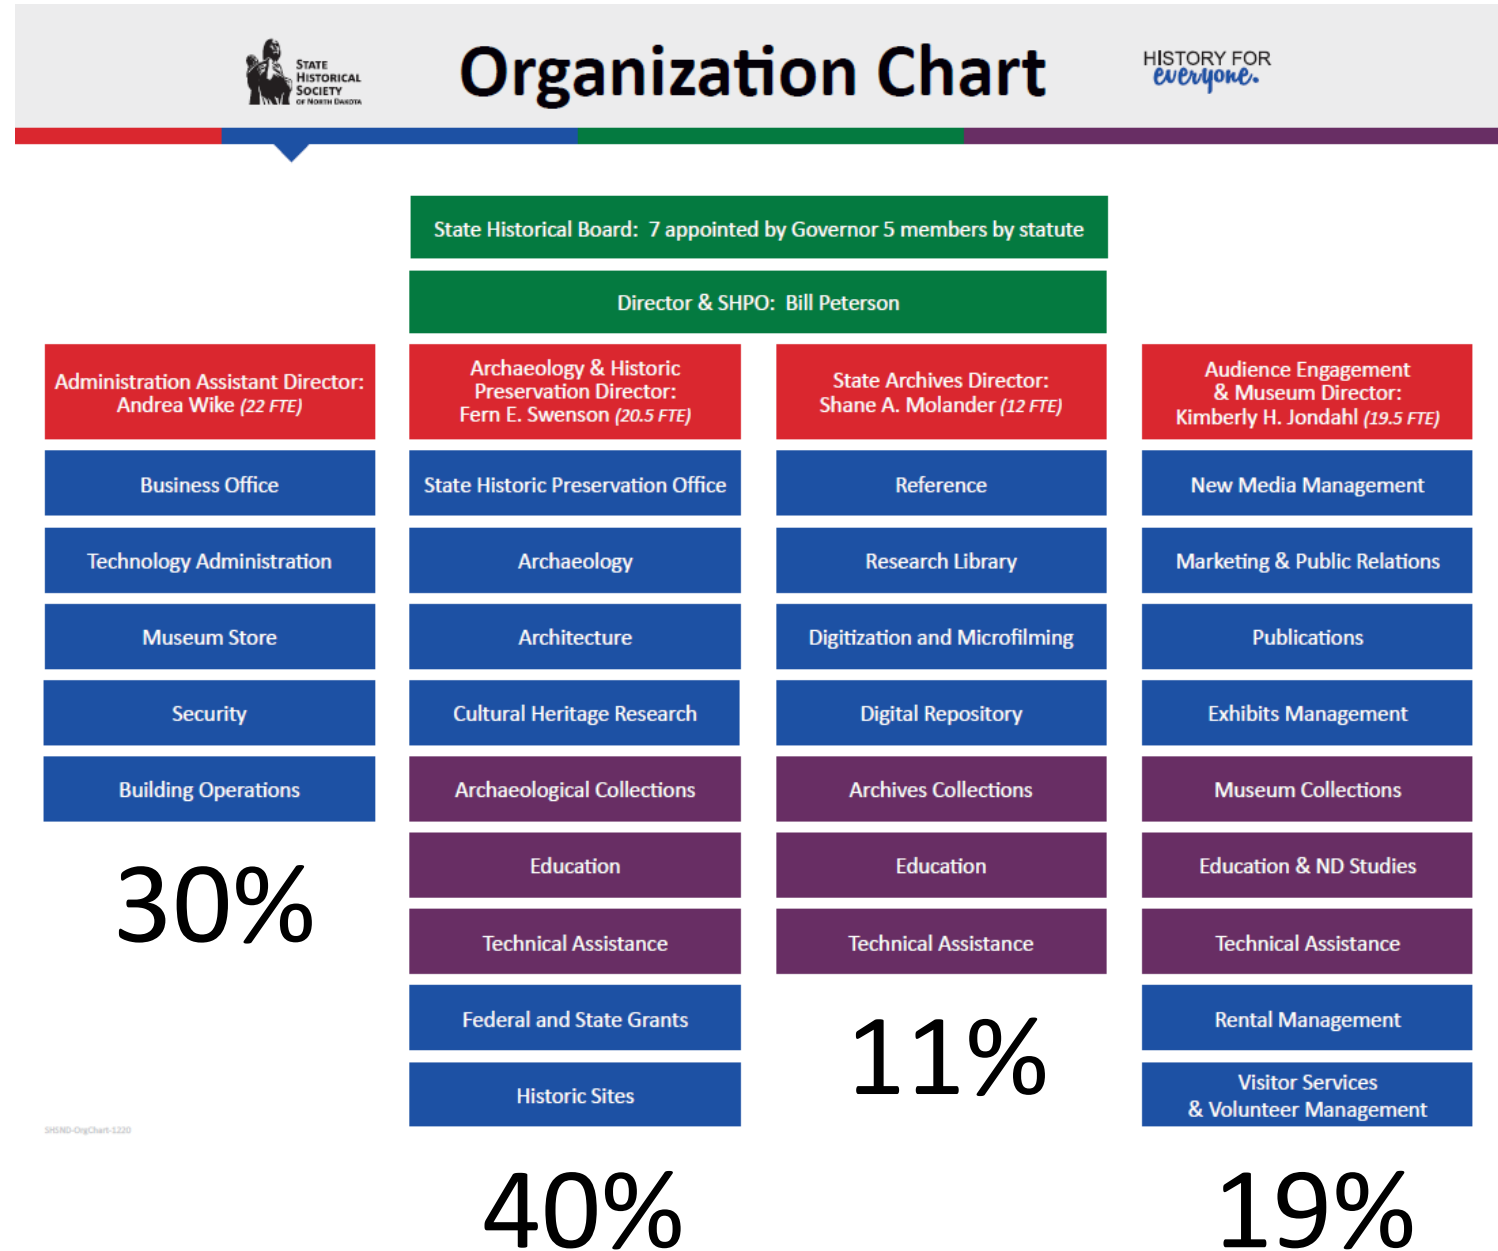 STATE
HISTORICAL
SOCIETY
OF NORTH DAKOTA
Organization Chart
HISTORY FOR
everyone.
State Historical Board:  7 appointed by Governor 5 members by statute
Director & SHPO:  Bill Peterson
Administration Assistant Director:
Andrea Wike (22 FTE)
Business Office
Technology Administration
Museum Store
Security
Building Operations
30%
Archaeology & Historic
Preservation Director:
Fern E. Swenson (20.5 FTE)
State Historic Preservation Office
Archaeology
Architecture
Cultural Heritage Research
Archaeological Collections
Education
Technical Assistance
Federal and State Grants
Historic Sites
40%
State Archives Director:
Shane A. Molander (12 FTE)
Reference
Research Library
Digitization and Microfilming
Digital Repository
Archives Collections
Education
Technical Assistance
11%
Audience Engagement
& Museum Director:
Kimberly H. Jondahl (19.5 FTE)
New Media Management
Marketing & Public Relations
Publications
Exhibits Management
Museum Collections
Education & ND Studies
Technical Assistance
Rental Management
Visitor Services
& Volunteer Management
19%
SHSND-OrgChart-1220